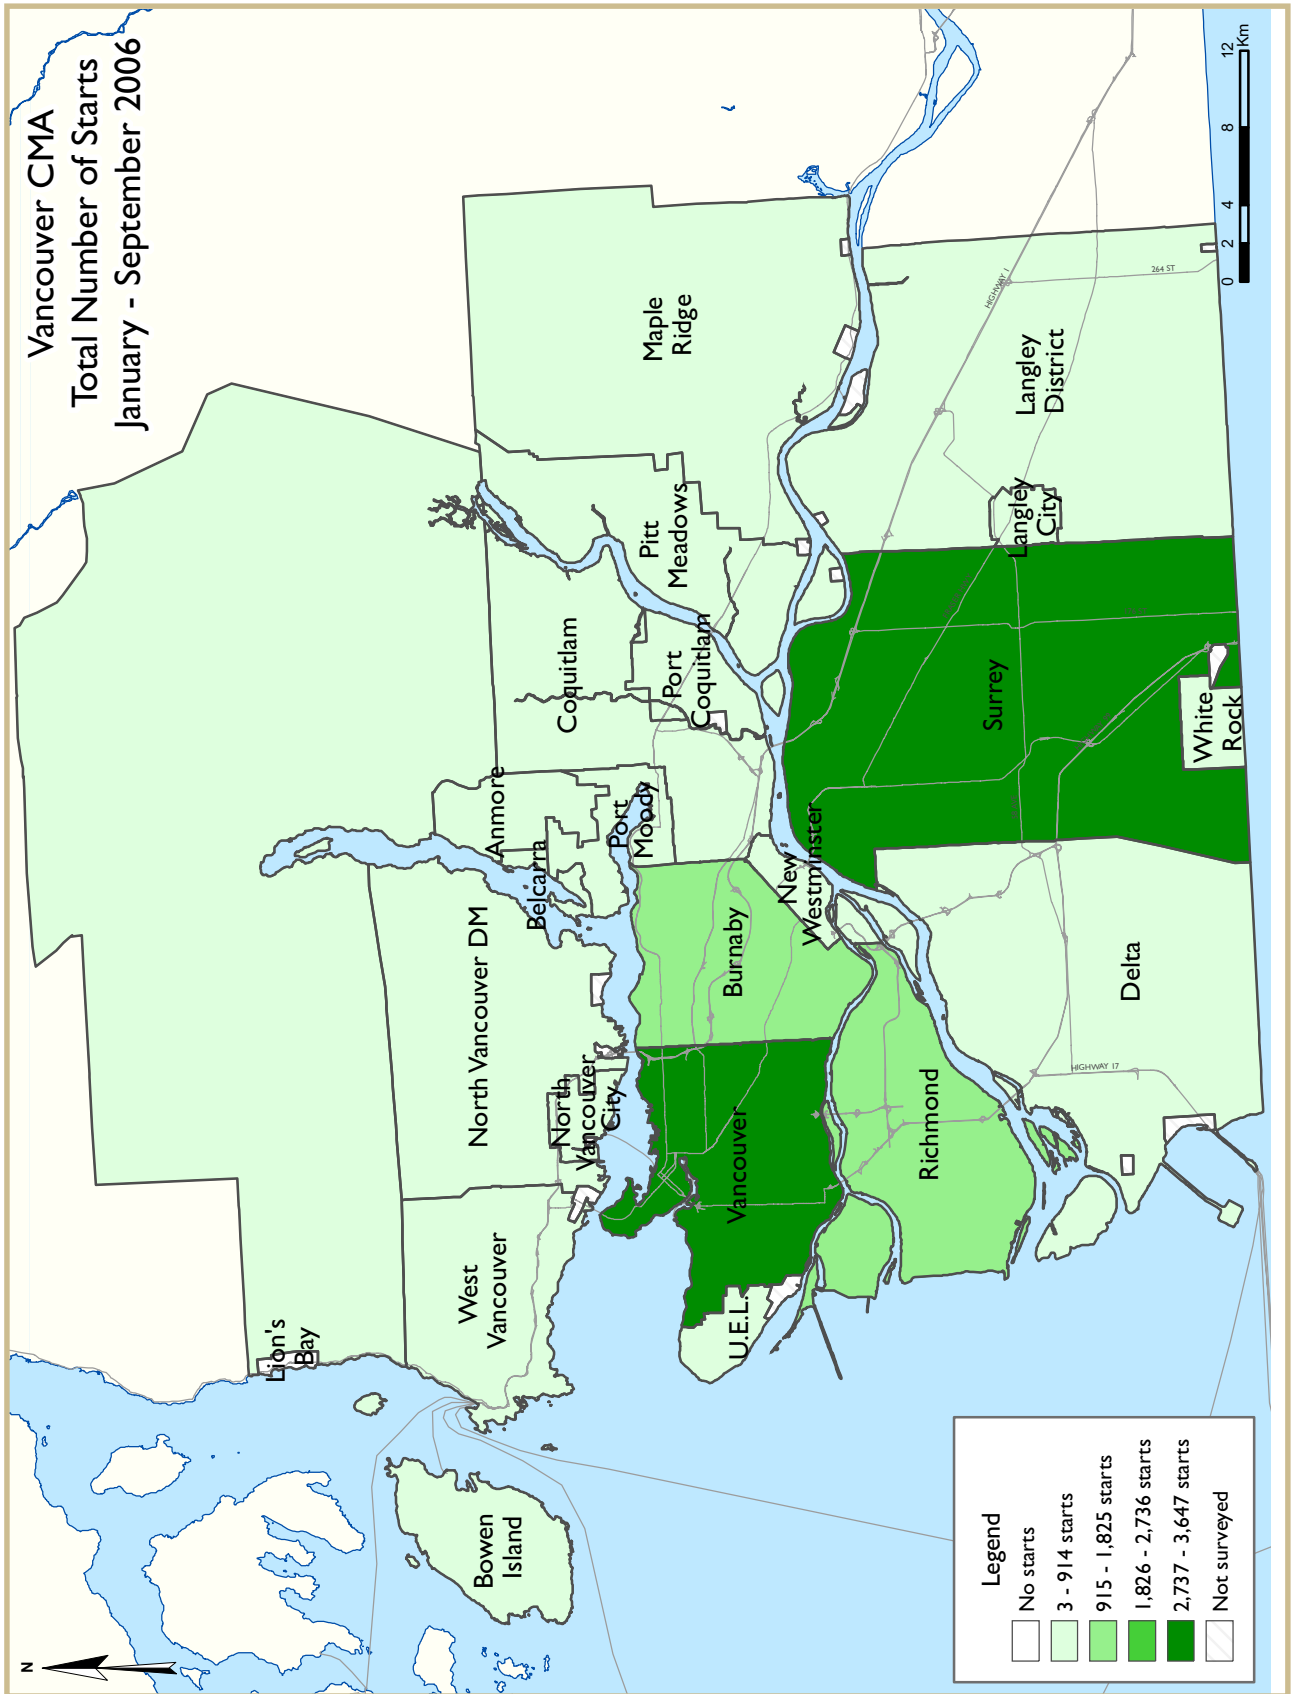 Vancouver CMA
Total Number of Starts
January - September 2006
N
Lion's
Bay
Bowen
Island
West
Vancouver
North Vancouver DM
North
Vancouver
City
Belcarra
Anmore
Port
Moody
Coquitlam
Port
Coquitlam
Pitt
Meadows
Maple
Ridge
U.E.L.
Vancouver
Burnaby
New
Westminster
Richmond
Delta
HIGHWAY 17
Surrey
White
Rock
Langley
City
Langley
District
HIGHWAY 1
264 ST
Legend
No starts
3 - 914 starts
915 - 1,825 starts
1,826 - 2,736 starts
2,737 - 3,647 starts
Not surveyed
0 2 4 8 12
Km